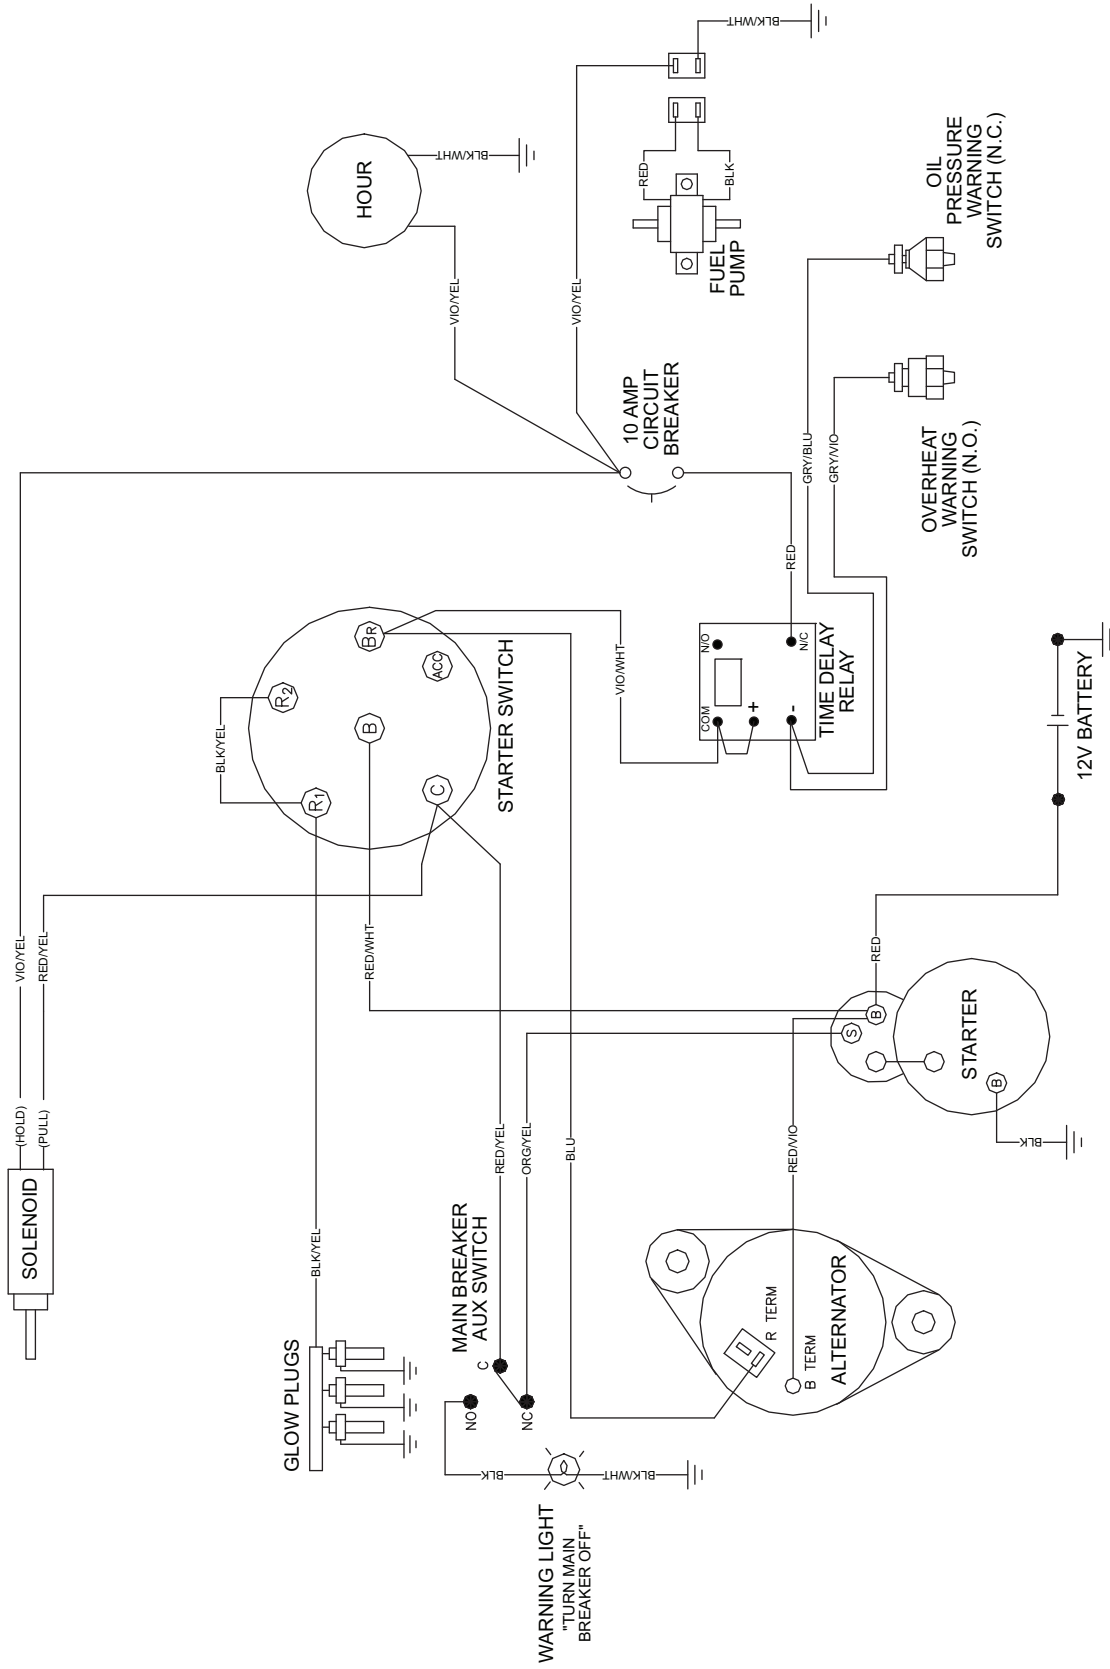 SOLENOID
(HOLD)
(PULL)
VIO/YEL
RED/YEL
HOUR
BLK/WHT
VIO/YEL
VIO/YEL
BLK/WHT
RED
BLK
FUEL
PUMP
OIL
PRESSURE
WARNING
SWITCH (N.C.)
OVERHEAT
WARNING
SWITCH (N.O.)
GRY/BLU
GRY/VIO
10 AMP
CIRCUIT
BREAKER
RED
BLK/YEL
R1
R2
B
BR
ACC
C
STARTER SWITCH
VIO/WHT
COM
N/O
+
-
N/C
TIME DELAY
RELAY
12V BATTERY
RED/WHT
RED
S
B
B
STARTER
BLK
GLOW PLUGS
BLK/YEL
MAIN BREAKER
AUX SWITCH
C
NO
NC
RED/YEL
ORG/YEL
BLU
RED/VIO
BLK
BLK/WHT
WARNING LIGHT
"TURN MAIN
BREAKER OFF"
R TERM
B TERM
ALTERNATOR